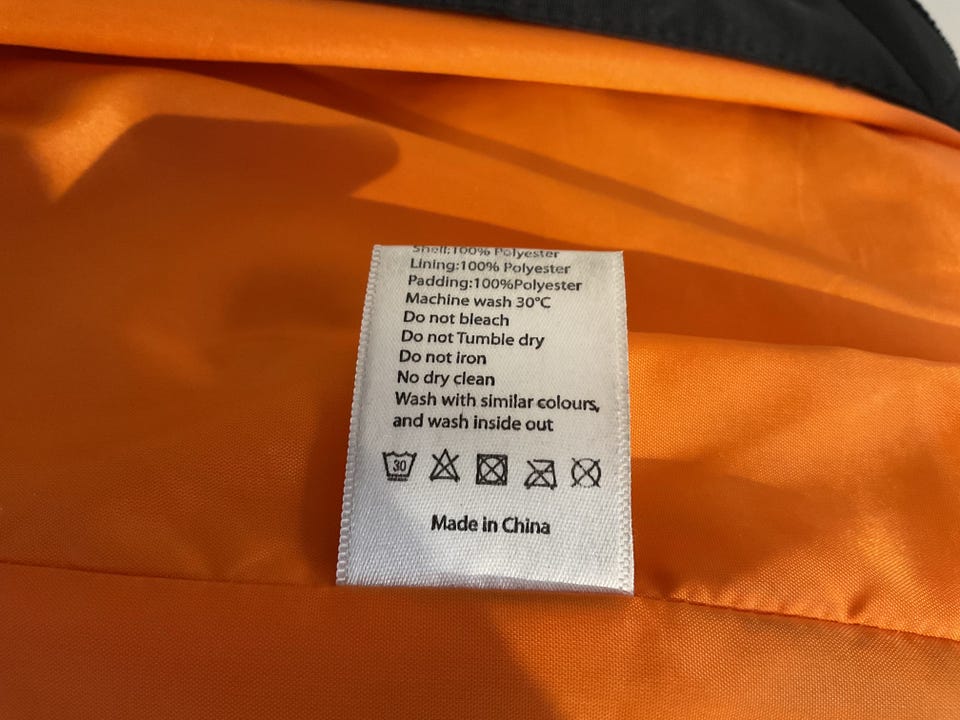 Shell:100% Polyester
Lining:100% Polyester
Padding:100%Polyester
Machine wash 30°C
Do not bleach
Do not Tumble dry
Do not iron
No dry clean
Wash with similar colours,
and wash inside out
30
Made in China